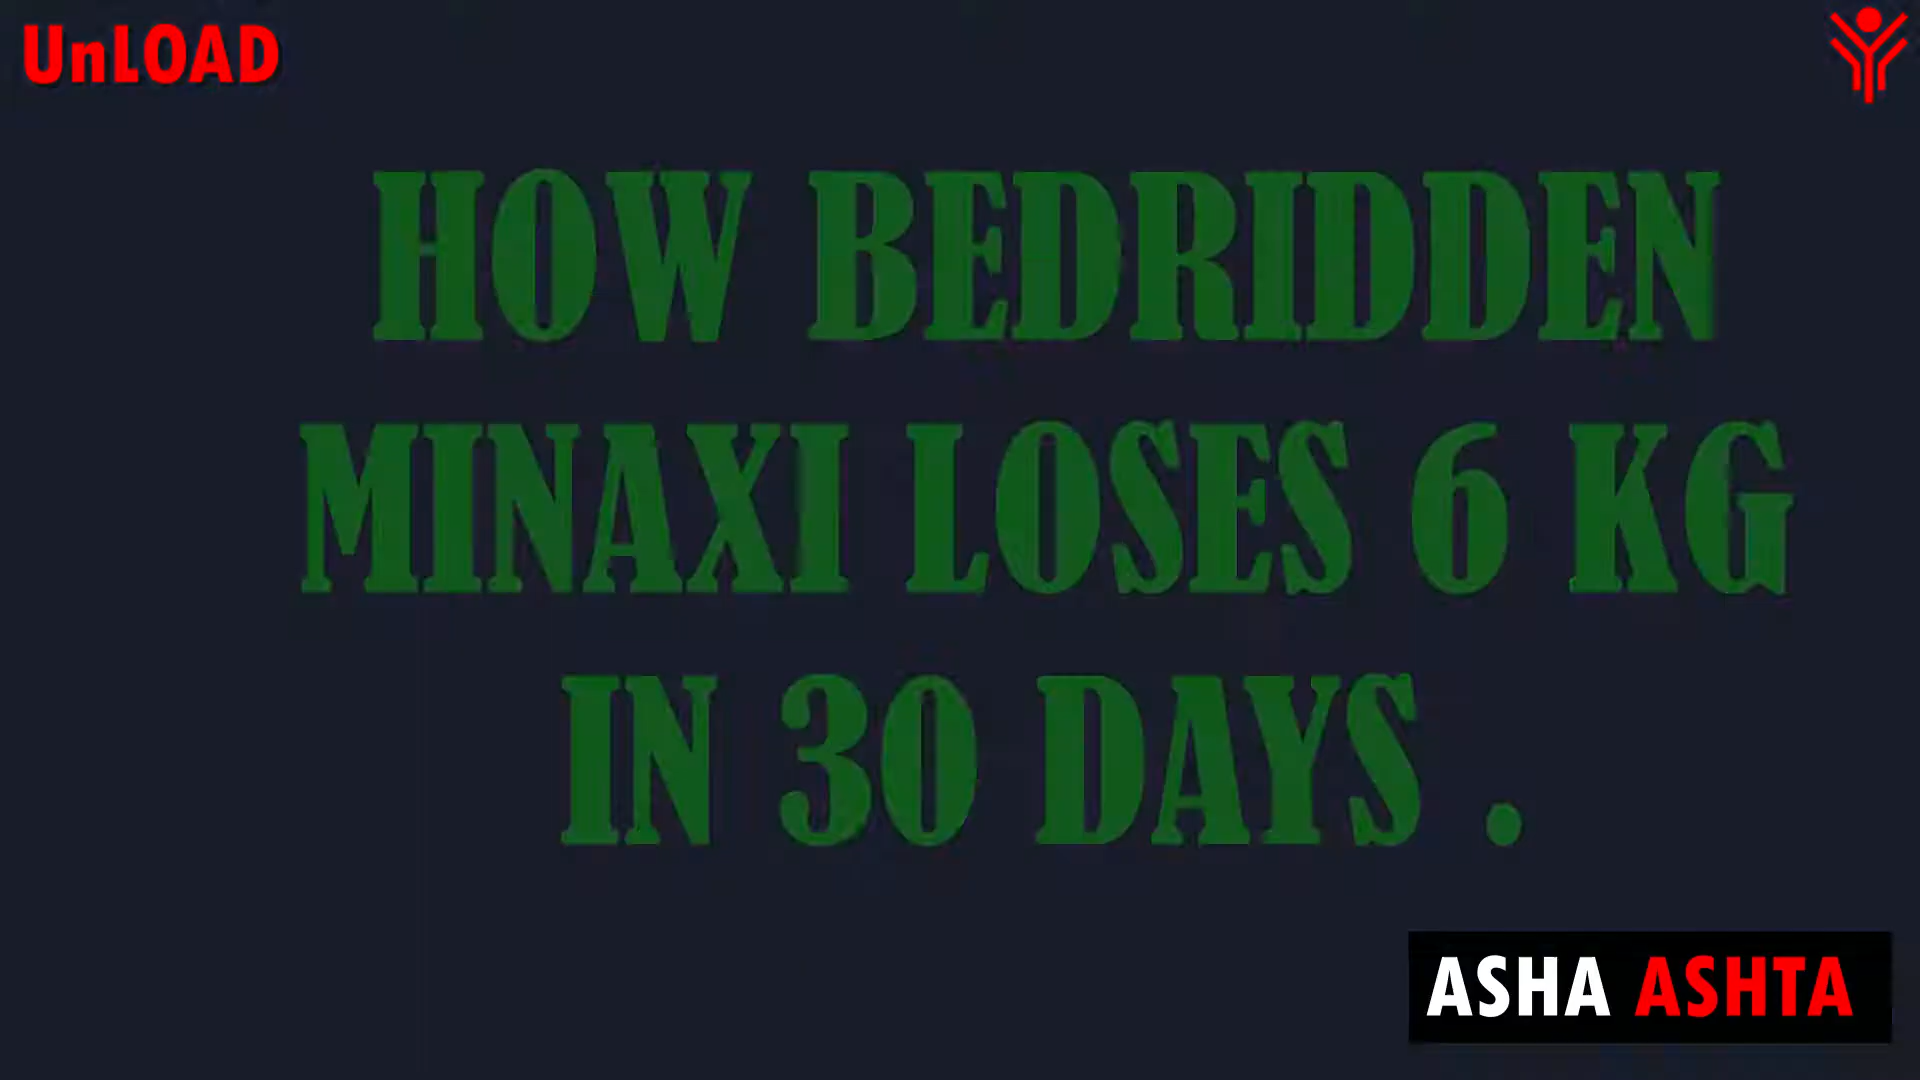 UnLOAD
HOW BEDRIDDEN
MINAXI LOSES 6 KG
IN 30 DAYS .
ASHA ASHTA